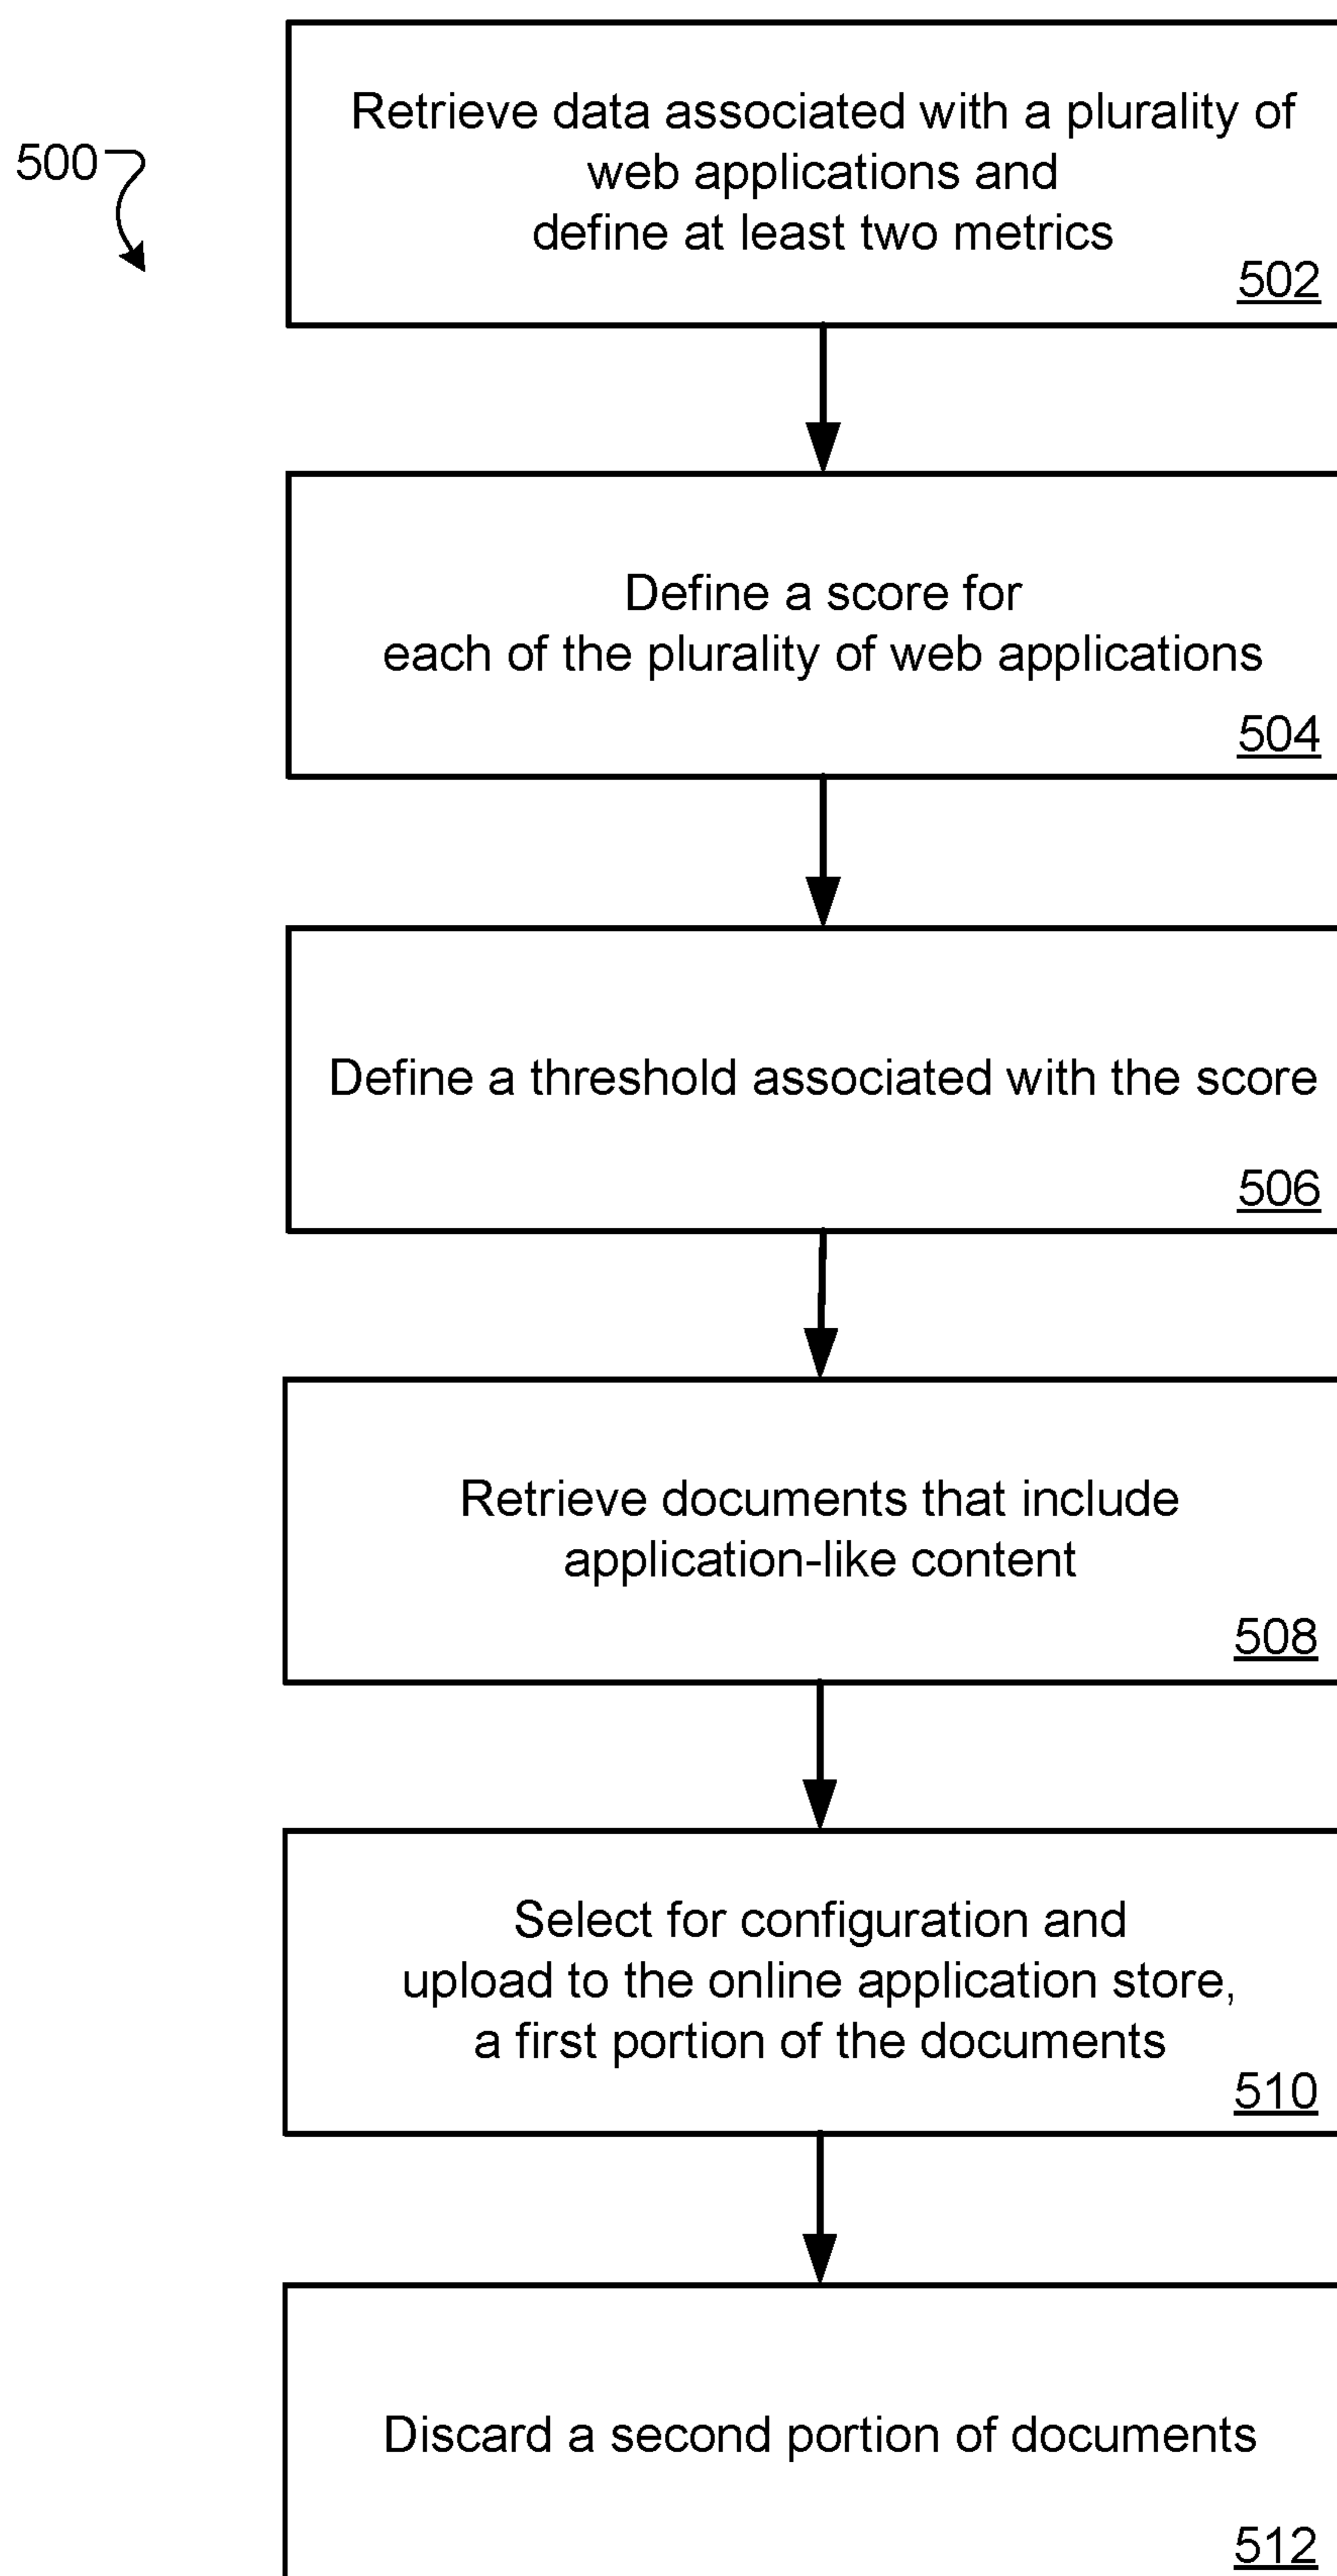 500
Retrieve data associated with a plurality of
web applications and
define at least two metrics
502
Define a score for
each of the plurality of web applications
504
Define a threshold associated with the score
506
Retrieve documents that include
application-like content
508
Select for configuration and
upload to the online application store,
a first portion of the documents
510
Discard a second portion of documents
512